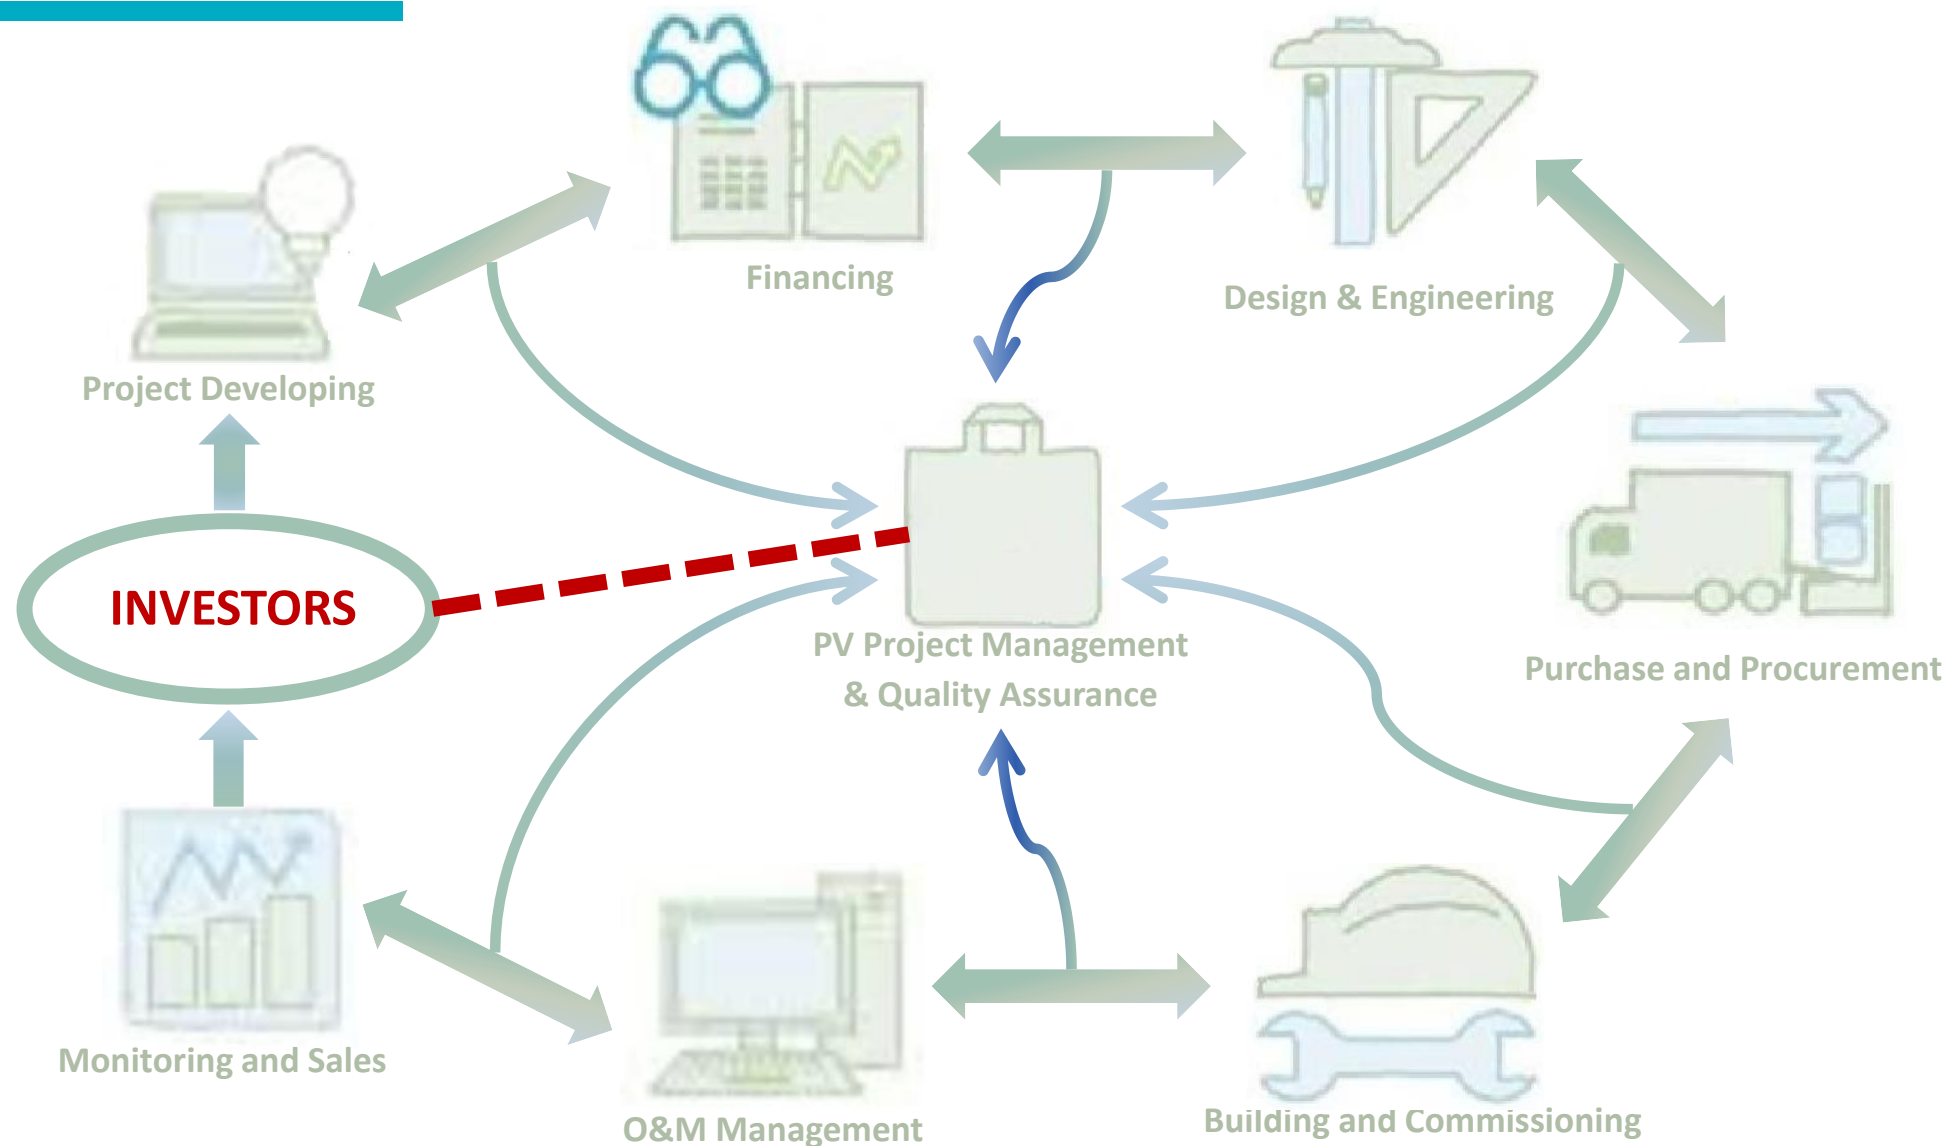 Financing
Design & Engineering
Project Developing
INVESTORS
PV Project Management
& Quality Assurance
Purchase and Procurement
Monitoring and Sales
O&M Management
Building and Commissioning